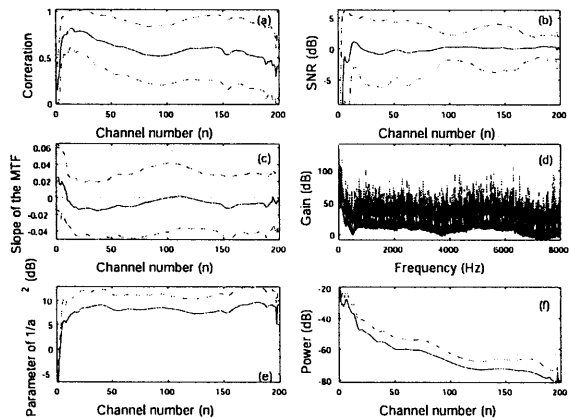 (a)
Correration
1
0.5
0
0 50 100 150 200
Channel number (n)
(b)
SNR (dB)
5
0
-5
0 50 100 150 200
Channel number (n)
(c)
Slope of the MTF
0.06
0.04
0.02
0
-0.02
-0.04
0 50 100 150 200
Channel number (n)
(d)
Gain (dB)
100
50
0
0 2000 4000 6000 8000
Frequency (Hz)
(e)
Parameter of 1/a² (dB)
10
5
0
-5
0 50 100 150 200
Channel number (n)
(f)
Power (dB)
-20
-40
-60
-80
0 50 100 150 200
Channel number (n)